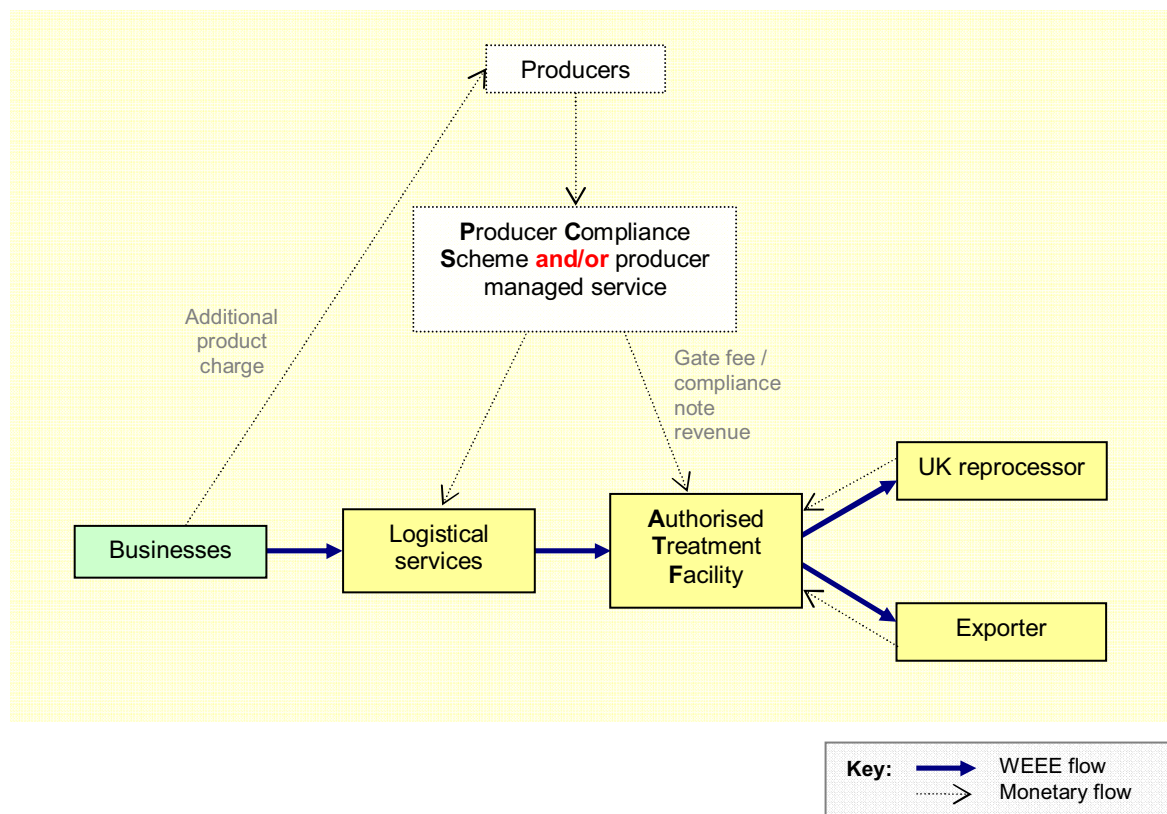 Producers
Producer Compliance
Scheme and/or producer
managed service
Additional
product
charge
Gate fee /
compliance
note
revenue
UK reprocessor
Businesses
Logistical
services
Authorised
Treatment
Facility
Exporter
Key:
WEEE flow
Monetary flow